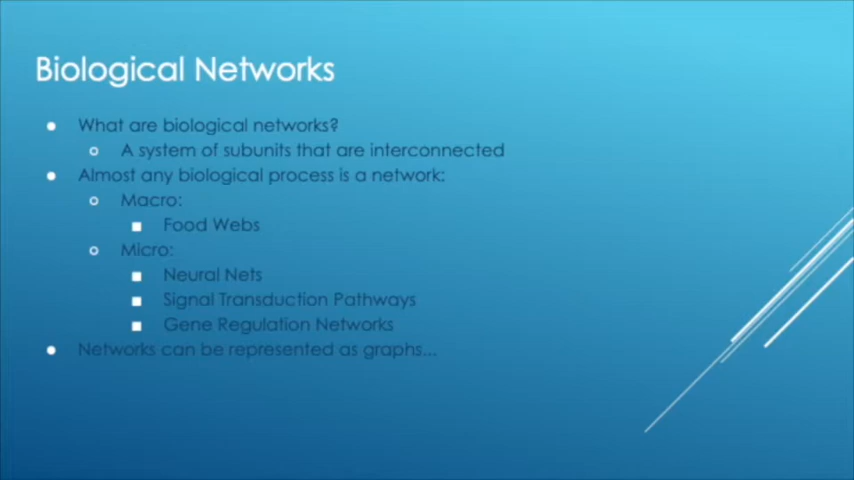 Biological Networks
What are biological networks?
A system of subunits that are interconnected
Almost any biological process is a network:
Macro:
Food Webs
Micro:
Neural Nets
Signal Transduction Pathways
Gene Regulation Networks
Networks can be represented as graphs...